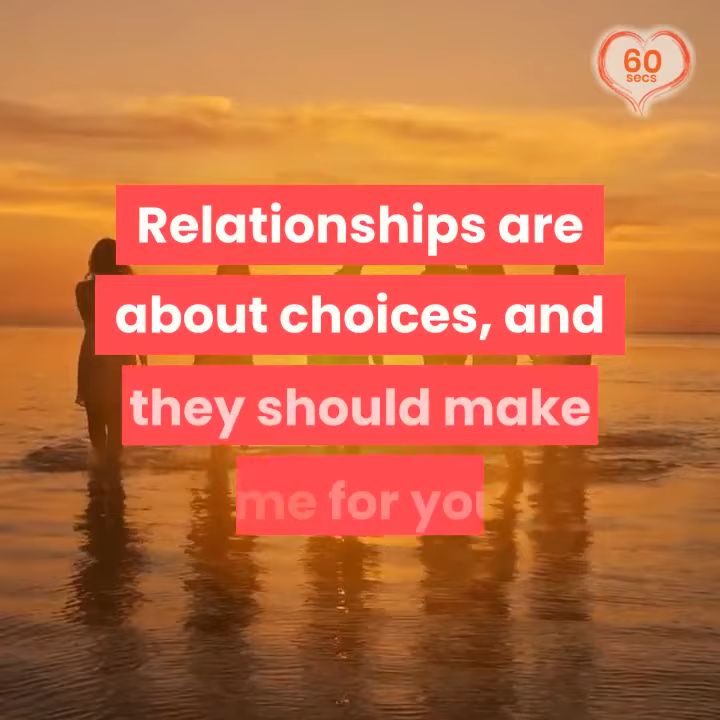 60
secs
Relationships are
about choices, and
they should make
me for you